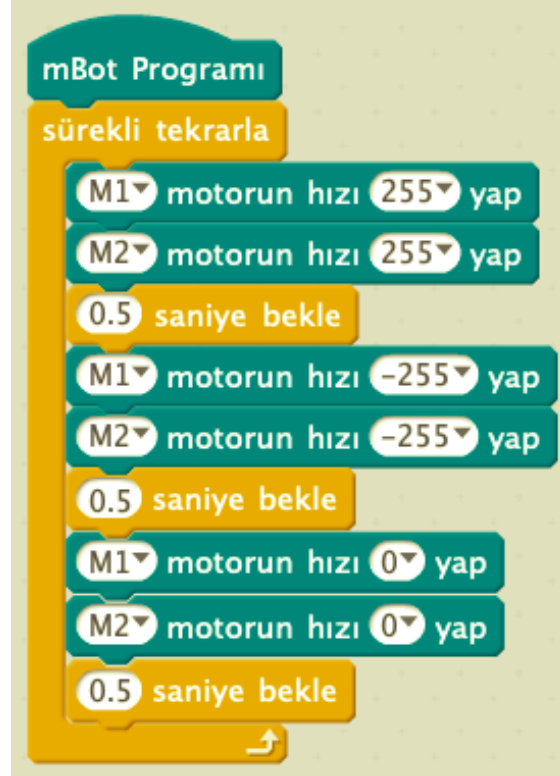 mBot Programı
sürekli tekrarla
M1 motorun hızı 255 yap
M2 motorun hızı 255 yap
0.5 saniye bekle
M1 motorun hızı -255 yap
M2 motorun hızı -255 yap
0.5 saniye bekle
M1 motorun hızı 0 yap
M2 motorun hızı 0 yap
0.5 saniye bekle